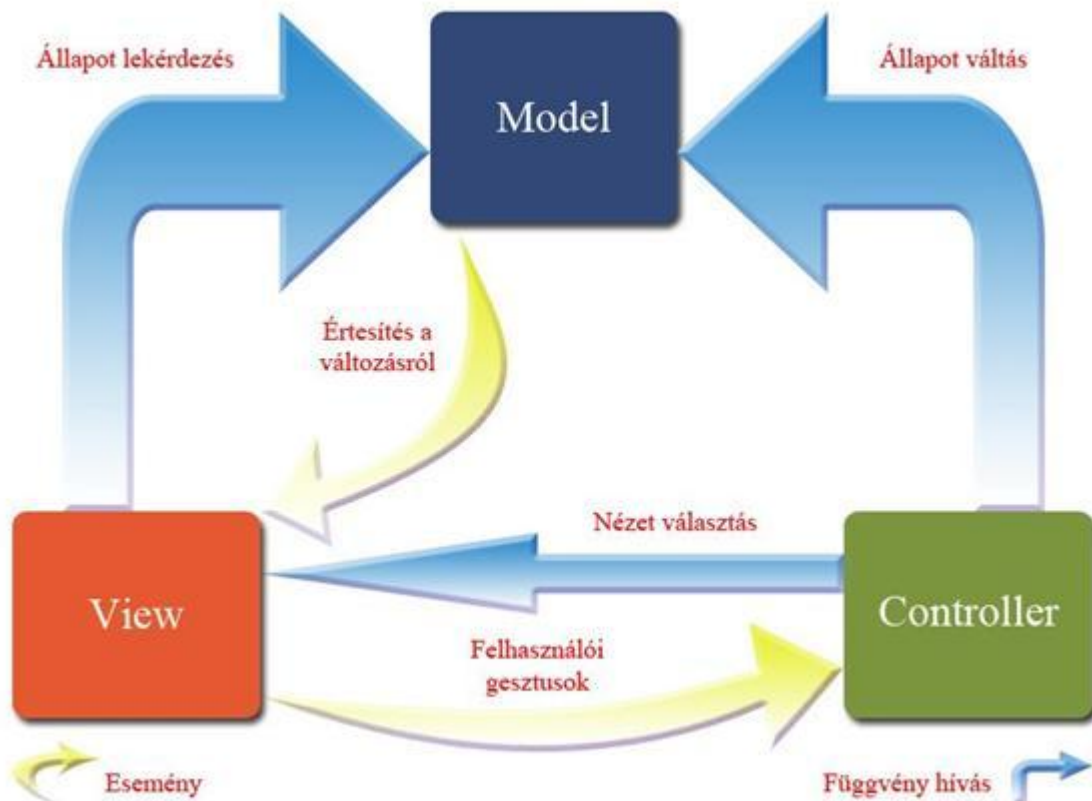 Állapot lekérdezés
Állapot váltás
Model
Értesítés a
változásról
Nézet választás
View
Controller
Felhasználói
gesztusok
Esemény
Függvény hívás